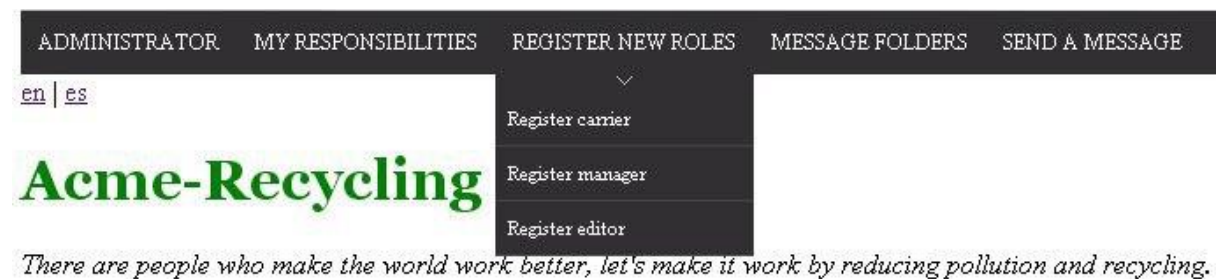 ADMINISTRATOR MY RESPONSIBILITIES REGISTER NEW ROLES MESSAGE FOLDERS SEND A MESSAGE
en | es
Register carrier
Register manager
Register editor
Acme-Recycling
There are people who make the world work better, let's make it work by reducing pollution and recycling.